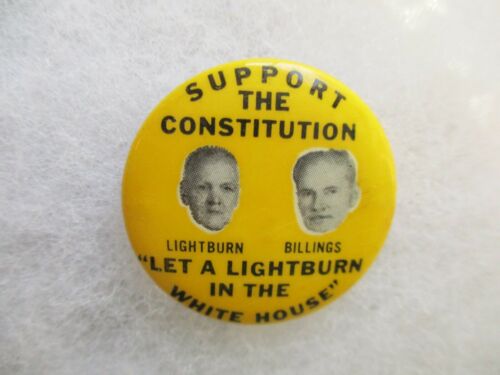 SUPPORT
THE
CONSTITUTION
LIGHTBURN BILLINGS
"LET A LIGHTBURN
IN THE
WHITE HOUSE"